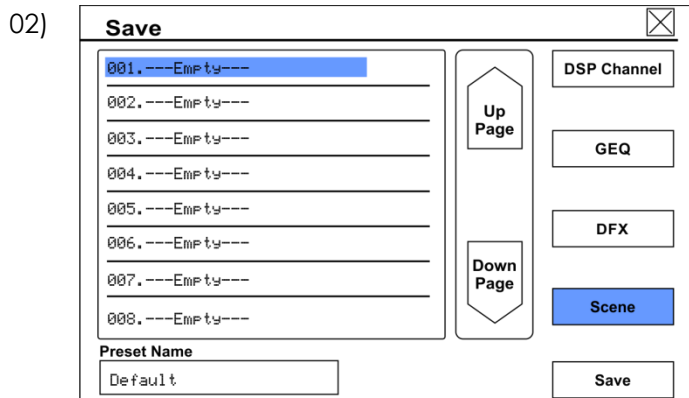 02)
Save
001.---Empty---
002.---Empty---
003.---Empty---
004.---Empty---
005.---Empty---
006.---Empty---
007.---Empty---
008.---Empty---
Up
Page
Down
Page
DSP Channel
GEQ
DFX
Scene
Preset Name
Default
Save